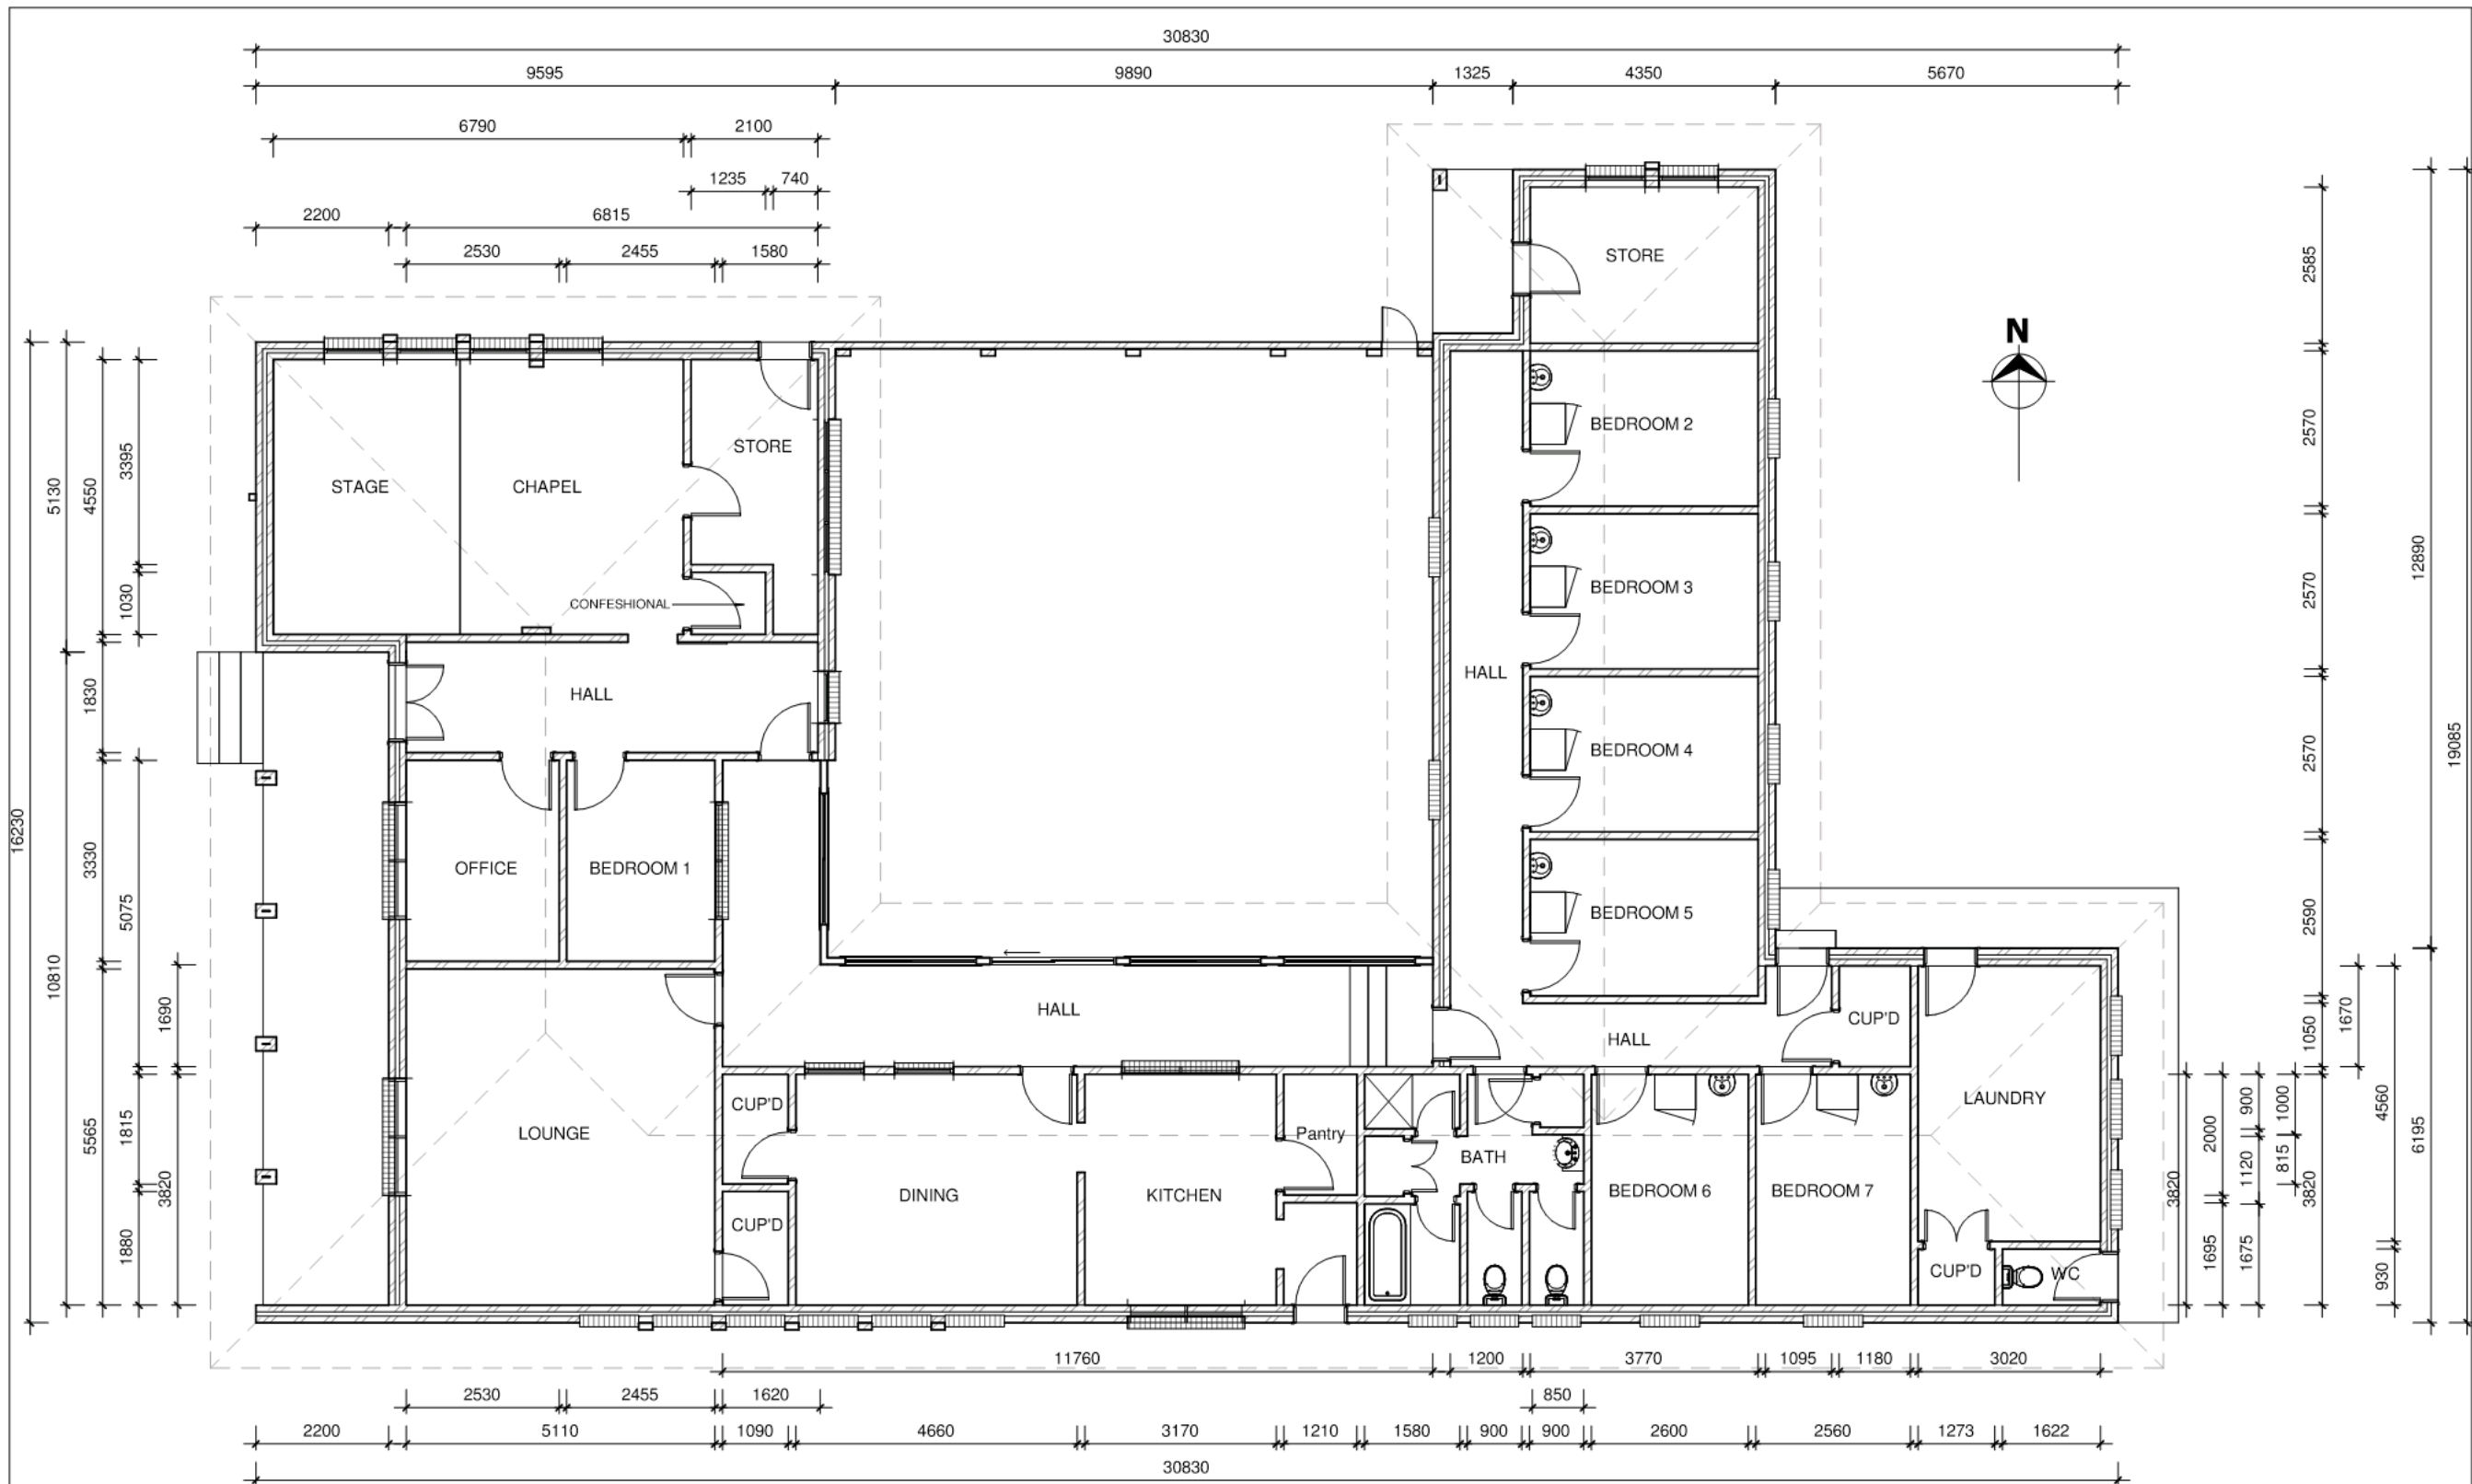 30830
9595 9890 1325 4350 5670
6790 2100
1235 740
2200 6815
2530 2455 1580
N
STORE
BEDROOM 2
STORE
STAGE CHAPEL
CONFESHIONAL
BEDROOM 3
HALL
HALL
BEDROOM 4
OFFICE BEDROOM 1
BEDROOM 5
HALL
HALL
CUP'D
LAUNDRY
CUP'D
LOUNGE
Pantry
BATH
DINING
KITCHEN
BEDROOM 6
BEDROOM 7
CUP'D
CUP'D
WC
16230
5130
10810
4550
1830
3330
5565
3395
1030
5075
1815
1880
1690
3820
3820
2000
1695
900
1120
1675
1000
815
2585
2570
2570
2570
2590
1050
3820
1670
4560
930
12890
6195
19085
11760 1200 3770 1095 1180 3020
2530 2455 1620 850
2200 5110 1090 4660 3170 1210 1580 900 900 2600 2560 1273 1622
30830